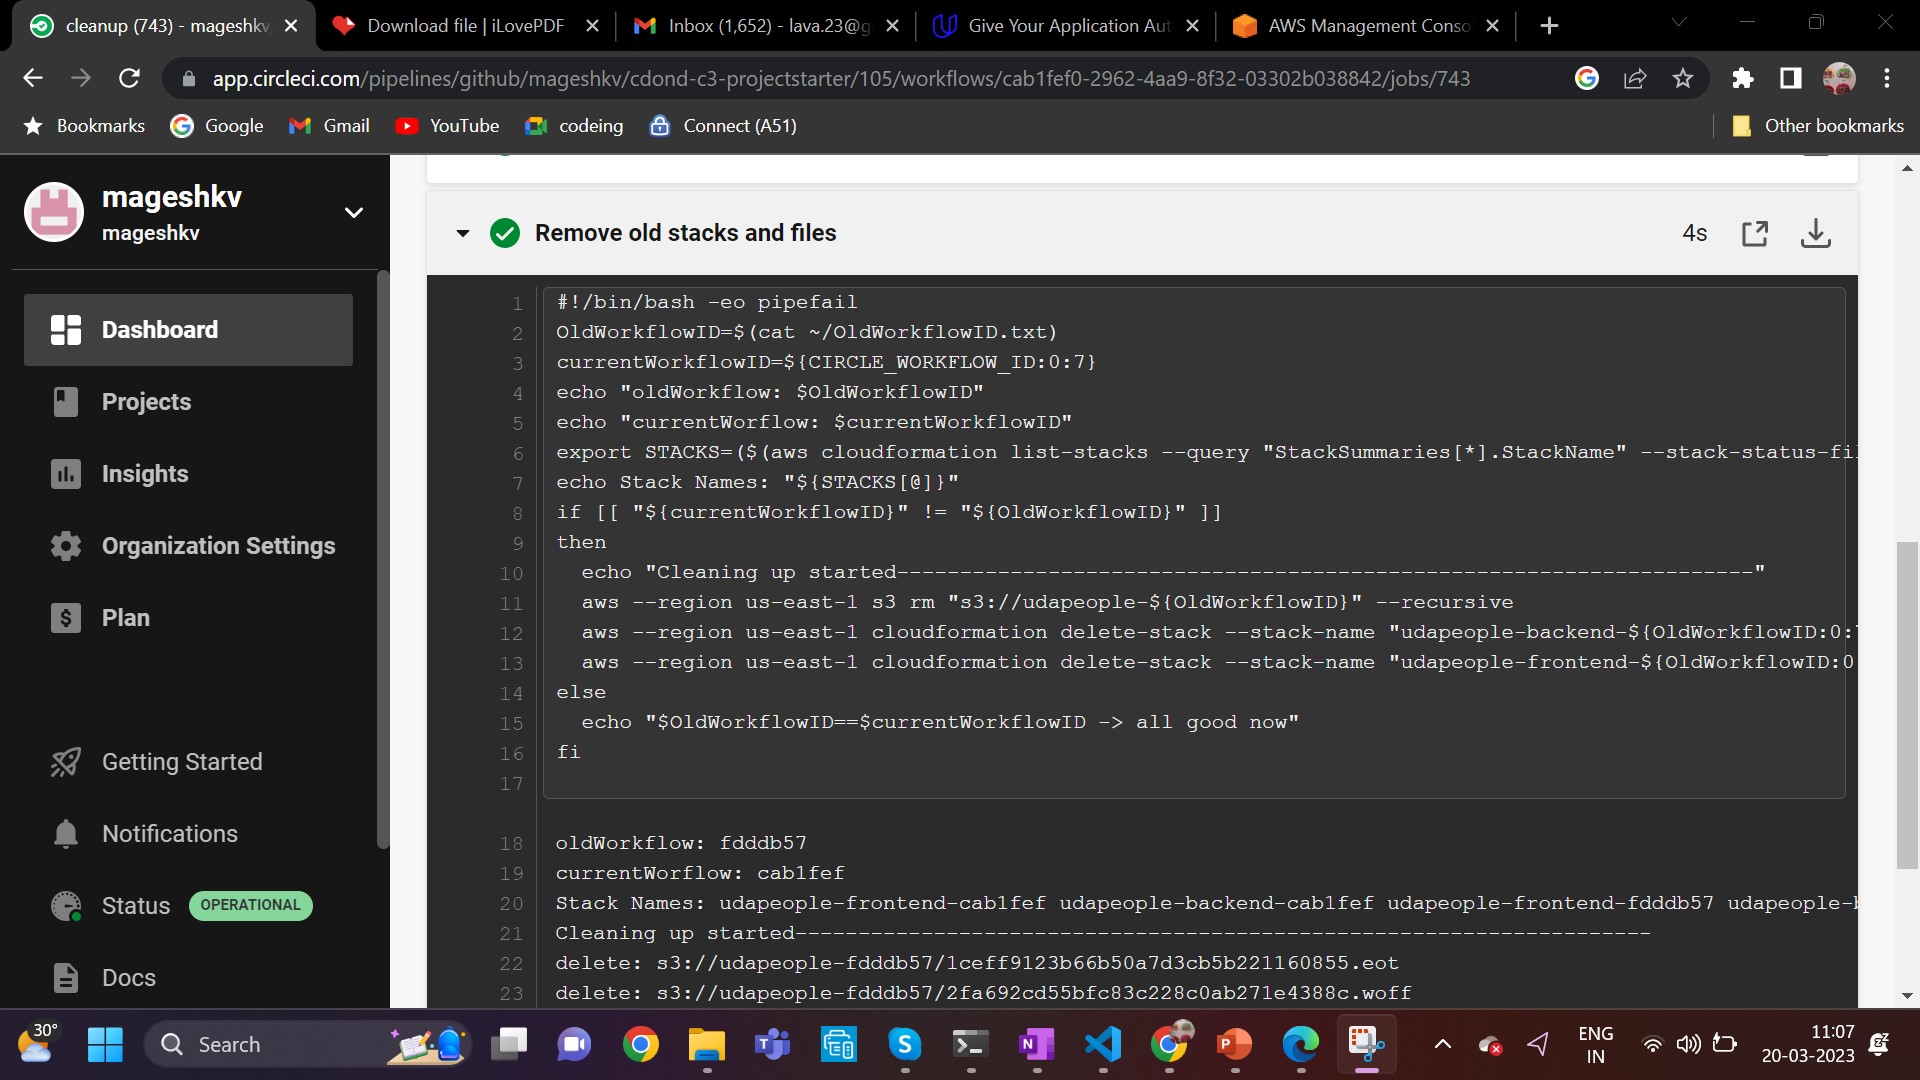 cleanup (743) - mageshkv
Download file | iLovePDF
Inbox (1,652) - lava.23@g
Give Your Application Aut
AWS Management Conso
app.circleci.com/pipelines/github/mageshkv/cdond-c3-projectstarter/105/workflows/cab1fef0-2962-4aa9-8f32-03302b038842/jobs/743
Bookmarks
Google
Gmail
YouTube
codeing
Connect (A51)
Other bookmarks
mageshkv
mageshkv
Dashboard
Projects
Insights
Organization Settings
Plan
Getting Started
Notifications
Status OPERATIONAL
Docs
Remove old stacks and files
4s
1 #!/bin/bash -eo pipefail
2 OldWorkflowID=$(cat ~/OldWorkflowID.txt)
3 currentWorkflowID=${CIRCLE_WORKFLOW_ID:0:7}
4 echo "oldWorkflow: $OldWorkflowID"
5 echo "currentWorflow: $currentWorkflowID"
6 export STACKS=($(aws cloudformation list-stacks --query "StackSummaries[*].StackName" --stack-status-fi
7 echo Stack Names: "${STACKS[@]}"
8 if [[ "${currentWorkflowID}" != "${OldWorkflowID}" ]]
9 then
10 echo "Cleaning up started--------------------------------------------------------------------"
11 aws --region us-east-1 s3 rm "s3://udapeople-${OldWorkflowID}" --recursive
12 aws --region us-east-1 cloudformation delete-stack --stack-name "udapeople-backend-${OldWorkflowID:0:
13 aws --region us-east-1 cloudformation delete-stack --stack-name "udapeople-frontend-${OldWorkflowID:0
14 else
15 echo "$OldWorkflowID==$currentWorkflowID -> all good now"
16 fi
17
18 oldWorkflow: fdddb57
19 currentWorflow: cab1fef
20 Stack Names: udapeople-frontend-cab1fef udapeople-backend-cab1fef udapeople-frontend-fdddb57 udapeople-b
21 Cleaning up started--------------------------------------------------------------------
22 delete: s3://udapeople-fdddb57/1ceff9123b66b50a7d3cb5b221160855.eot
23 delete: s3://udapeople-fdddb57/2fa692cd55bfc83c228c0ab271e4388c.woff
30°
Search
ENG
IN
11:07
20-03-2023